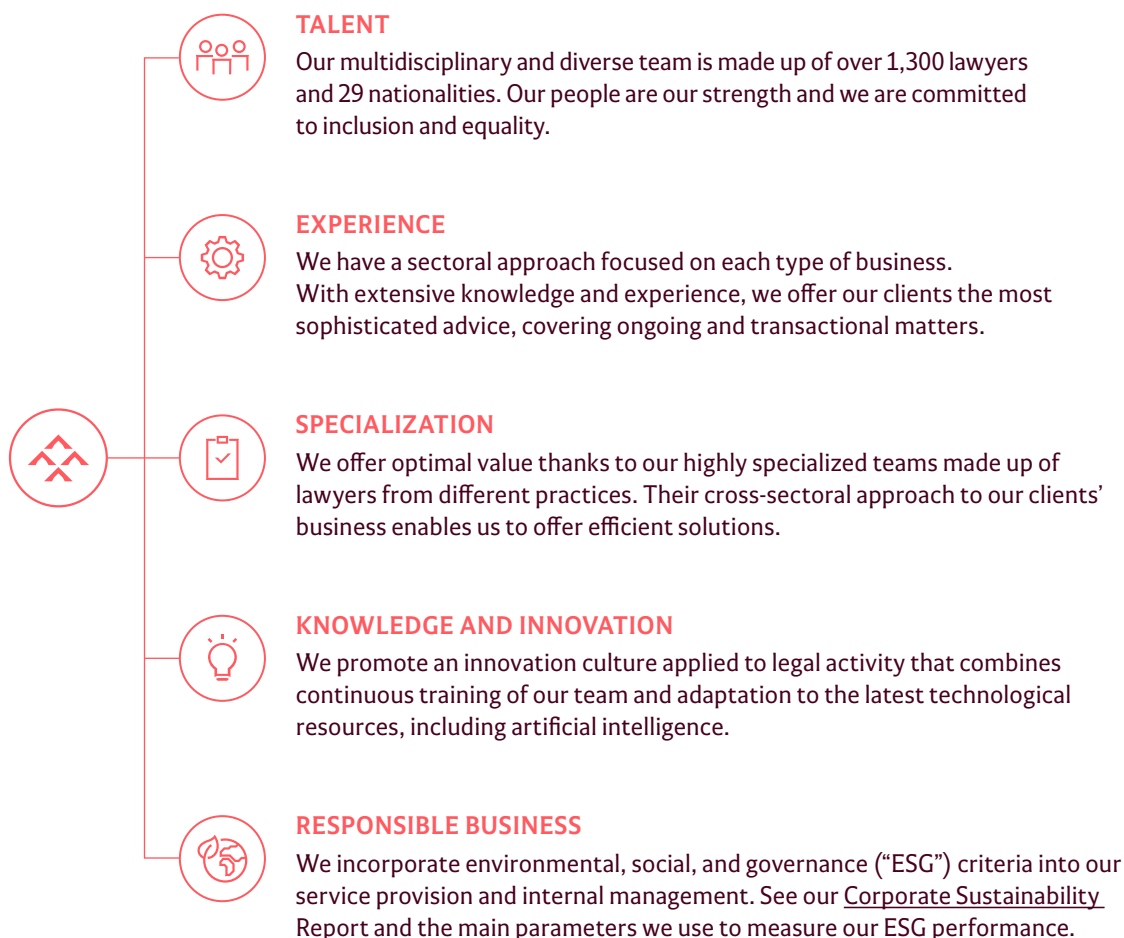 TALENT
Our multidisciplinary and diverse team is made up of over 1,300 lawyers
and 29 nationalities. Our people are our strength and we are committed
to inclusion and equality.
EXPERIENCE
We have a sectoral approach focused on each type of business.
With extensive knowledge and experience, we offer our clients the most
sophisticated advice, covering ongoing and transactional matters.
SPECIALIZATION
We offer optimal value thanks to our highly specialized teams made up of
lawyers from different practices. Their cross-sectoral approach to our clients’
business enables us to offer efficient solutions.
KNOWLEDGE AND INNOVATION
We promote an innovation culture applied to legal activity that combines
continuous training of our team and adaptation to the latest technological
resources, including artificial intelligence.
RESPONSIBLE BUSINESS
We incorporate environmental, social, and governance (“ESG”) criteria into our
service provision and internal management. See our Corporate Sustainability
Report and the main parameters we use to measure our ESG performance.